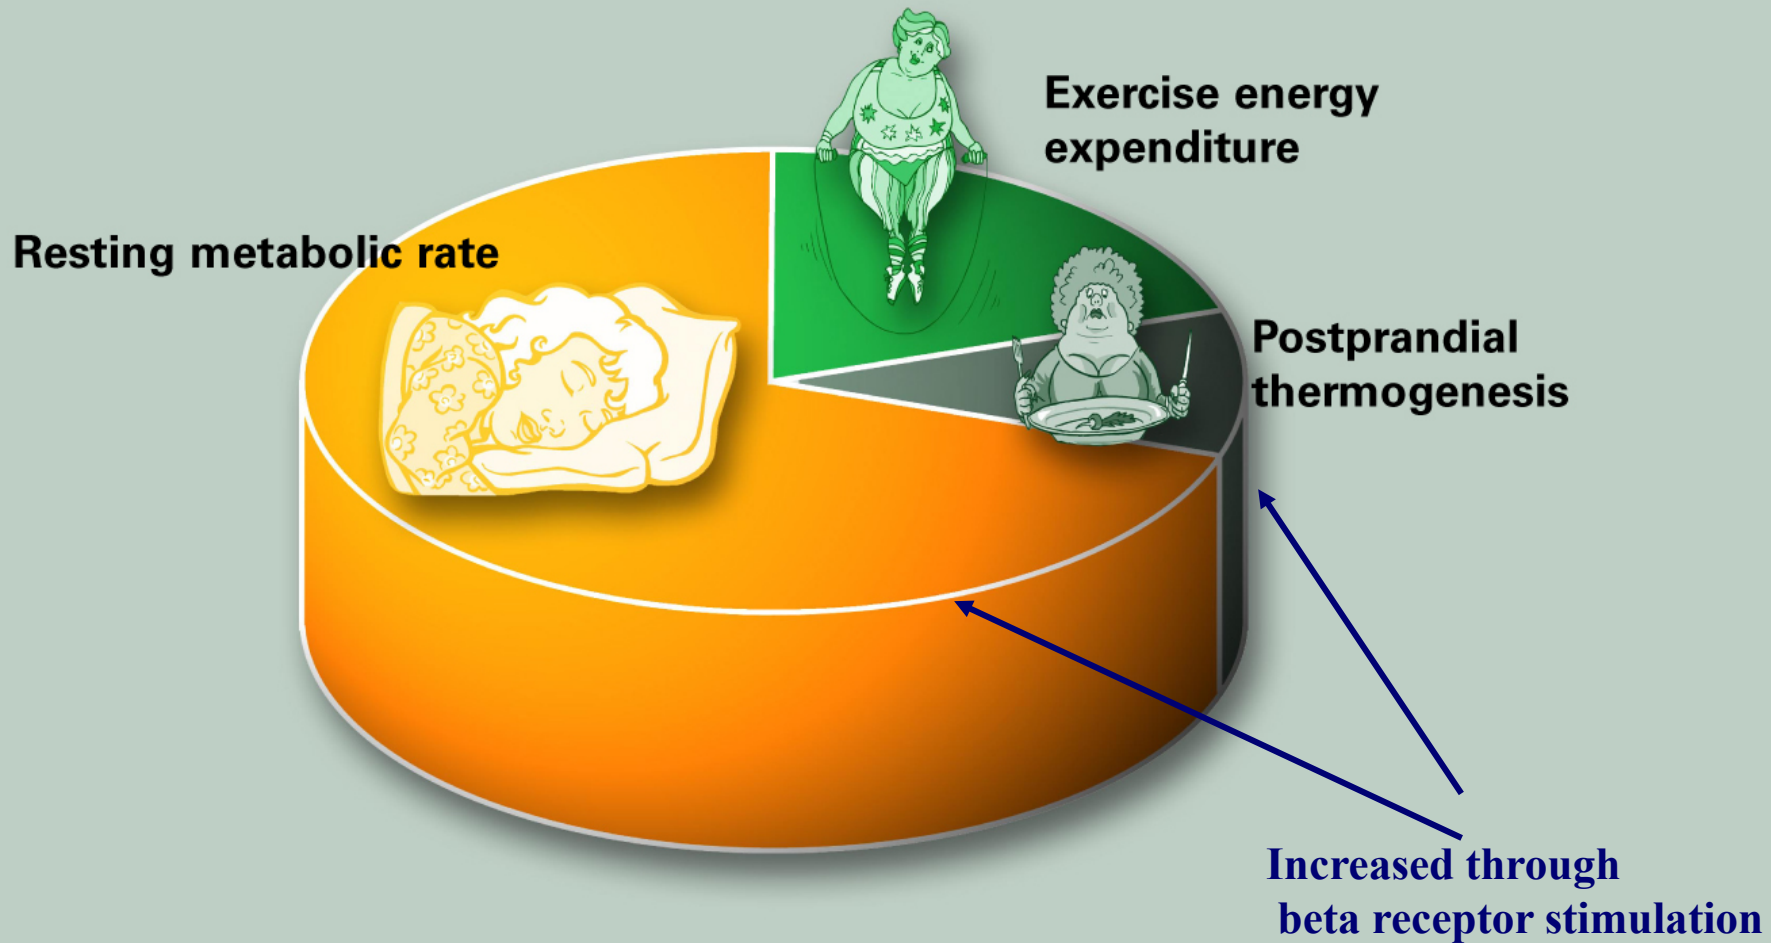 Exercise energy
expenditure
Resting metabolic rate
Postprandial
thermogenesis
Increased through
beta receptor stimulation